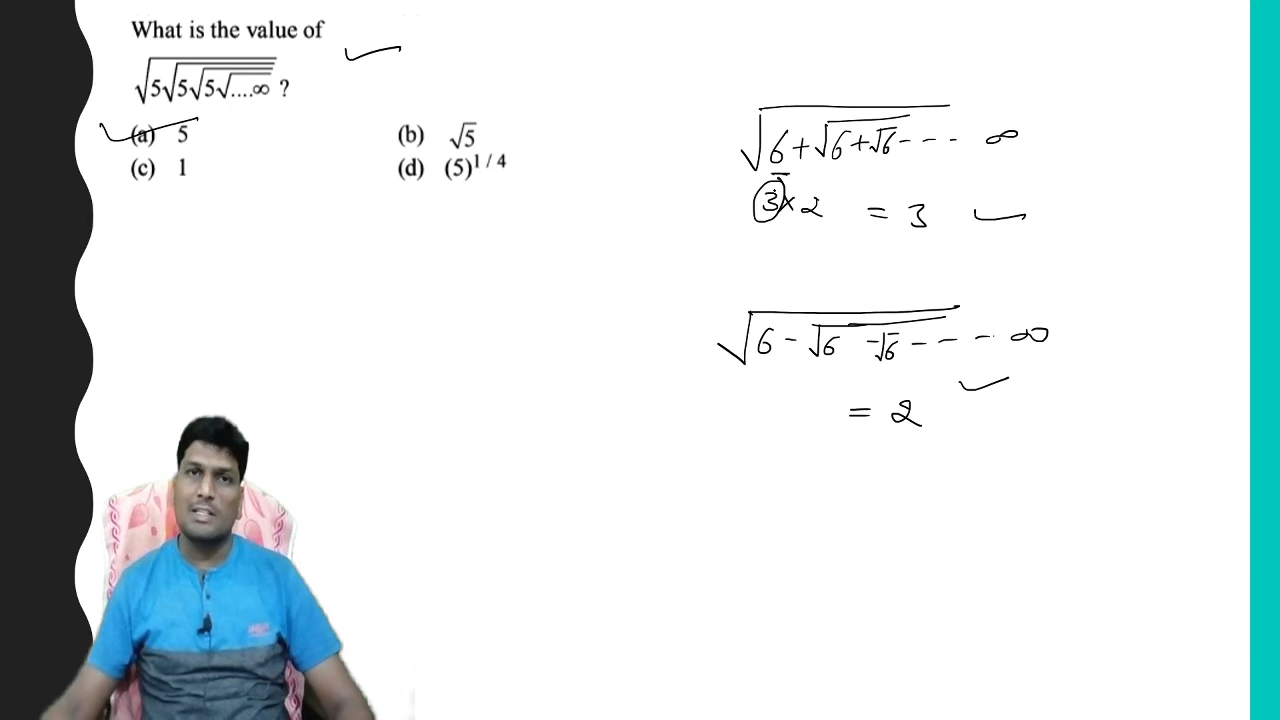 What is the value of
√5√5√5√....∞ ?
(a) 5
(b) √5
(c) 1
(d) (5)^1/4
√6+√6+√6--- ∞
3×2 = 3
√6-√6-√6--- ∞
= 2